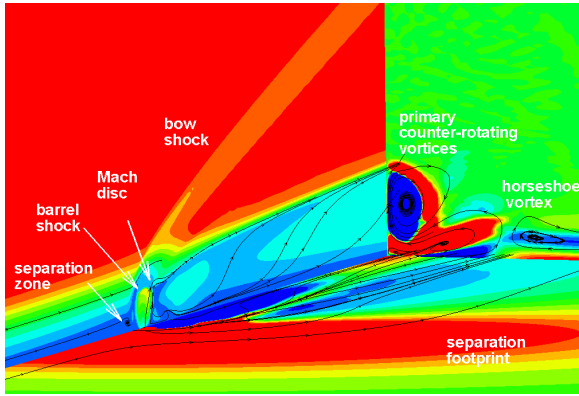 bow
shock
primary
counter-rotating
vortices
Mach
disc
horseshoe
vortex
barrel
shock
separation
zone
separation
footprint